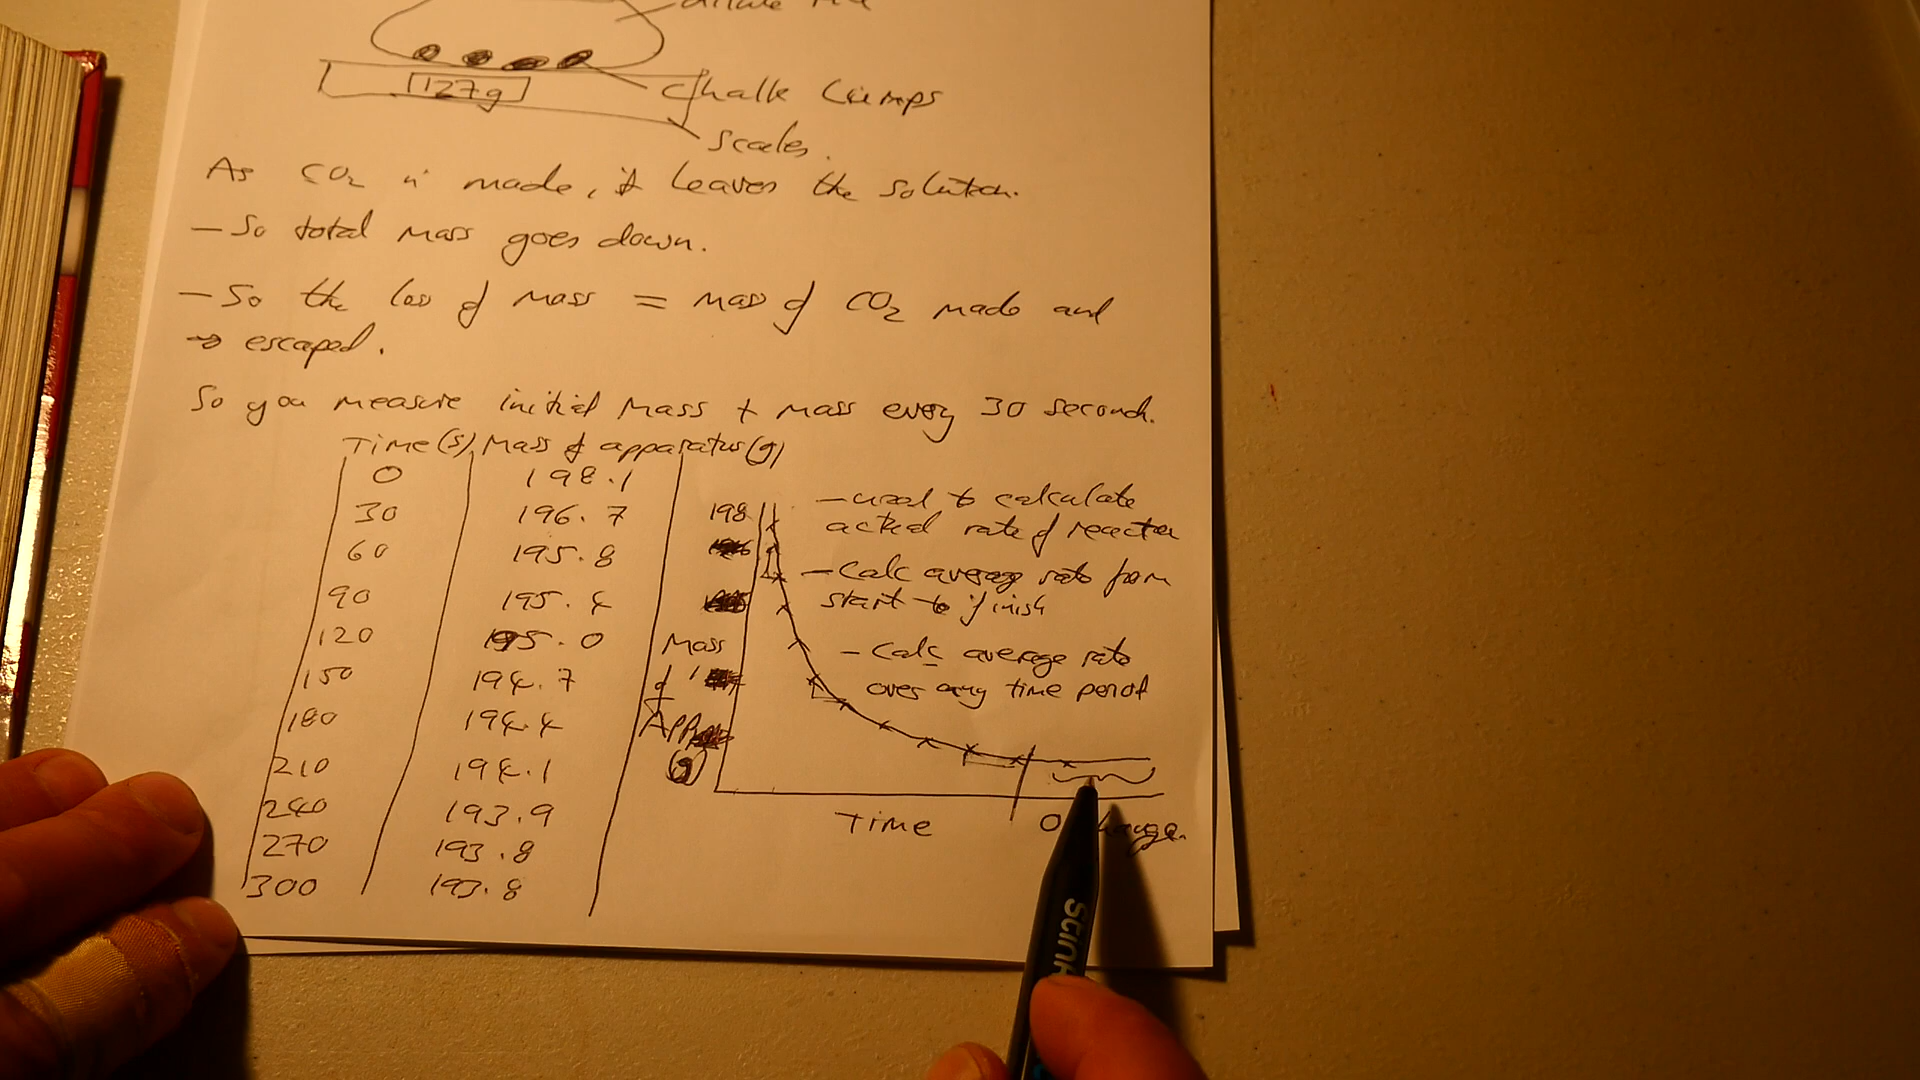 dilute
127g
Chalk Lumps
Scales.
As CO2 is made, it leaves the solution.
- So total mass goes down.
- So the loss of mass = mass of CO2 made and
→ escaped.
So you measure initial mass + mass every 30 second.
Time (s) Mass of apparatus (g)
0 198.1
30 196.7
60 195.8
90 195.4
120 195.0
150 194.7
180 194.4
210 194.1
240 193.9
270 193.8
300 193.8
198
Mass
of
App
(g)
Time
0 change.
- used to calculate
actual rate of reaction
- Calc average rate from
start to finish
- Calc average rate
over any time period